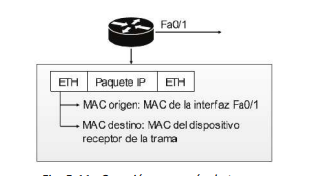 Fa0/1
ETH Paquete IP ETH
MAC origen: MAC de la interfaz Fa0/1
MAC destino: MAC del dispositivo
receptor de la trama